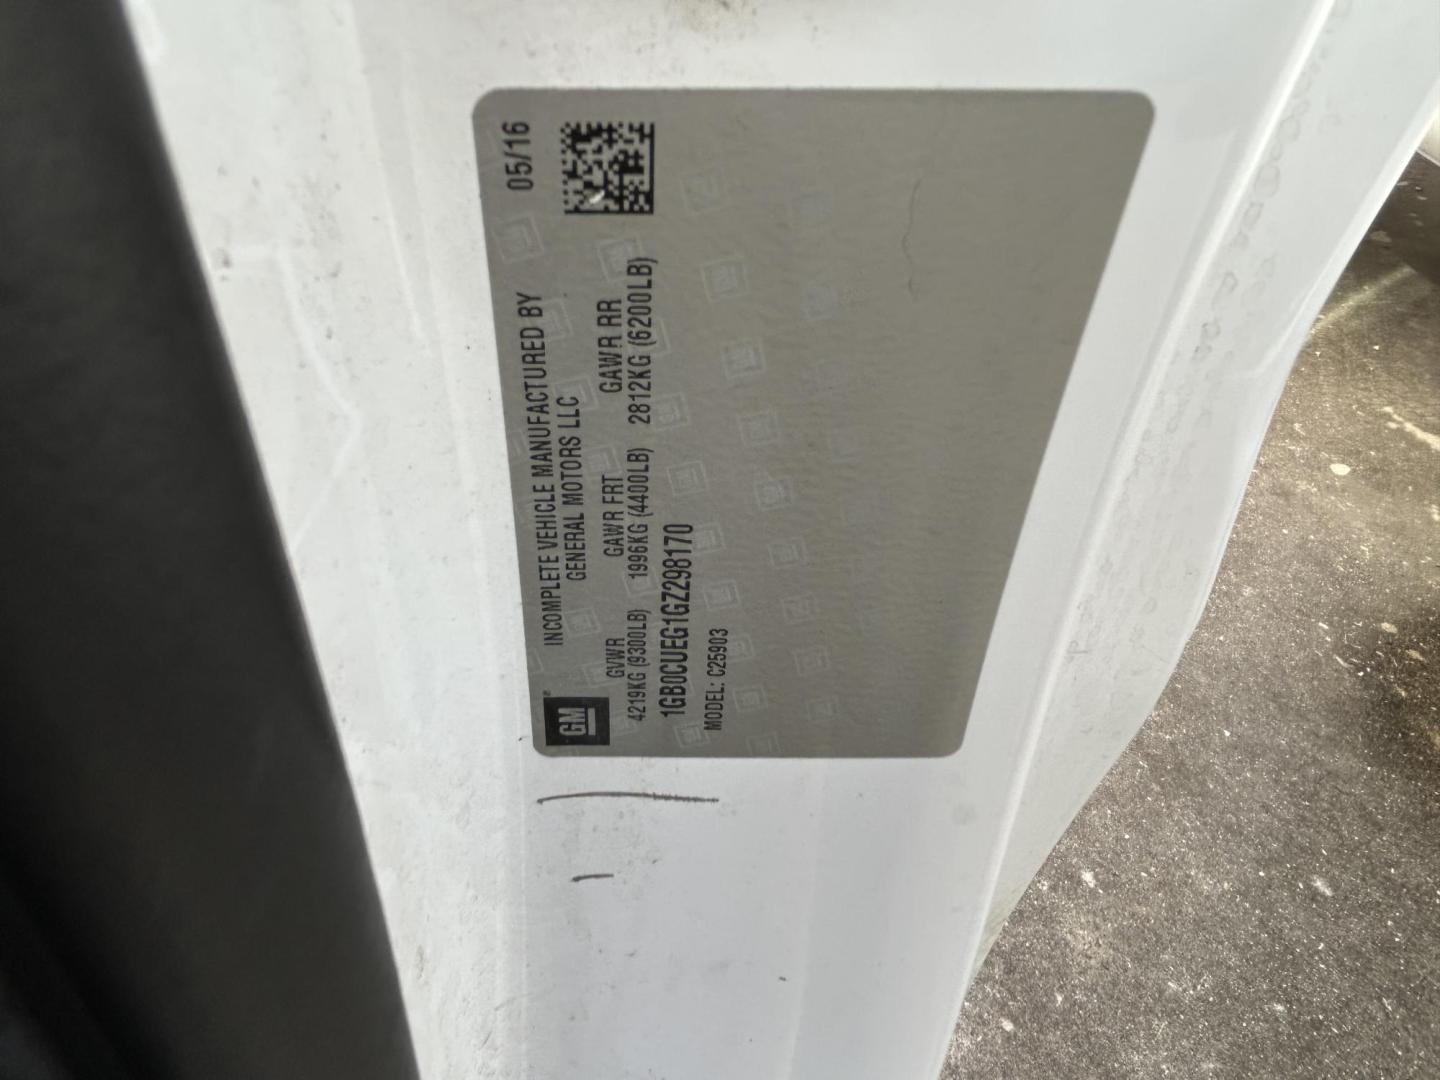 INCOMPLETE VEHICLE MANUFACTURED BY 05/16
GENERAL MOTORS LLC
GM
GVWR GAWR FRT GAWR RR
4219KG (9300LB) 1996KG (4400LB) 2812KG (6200LB)
1GB0CUEG1GZ298170
MODEL: C25903